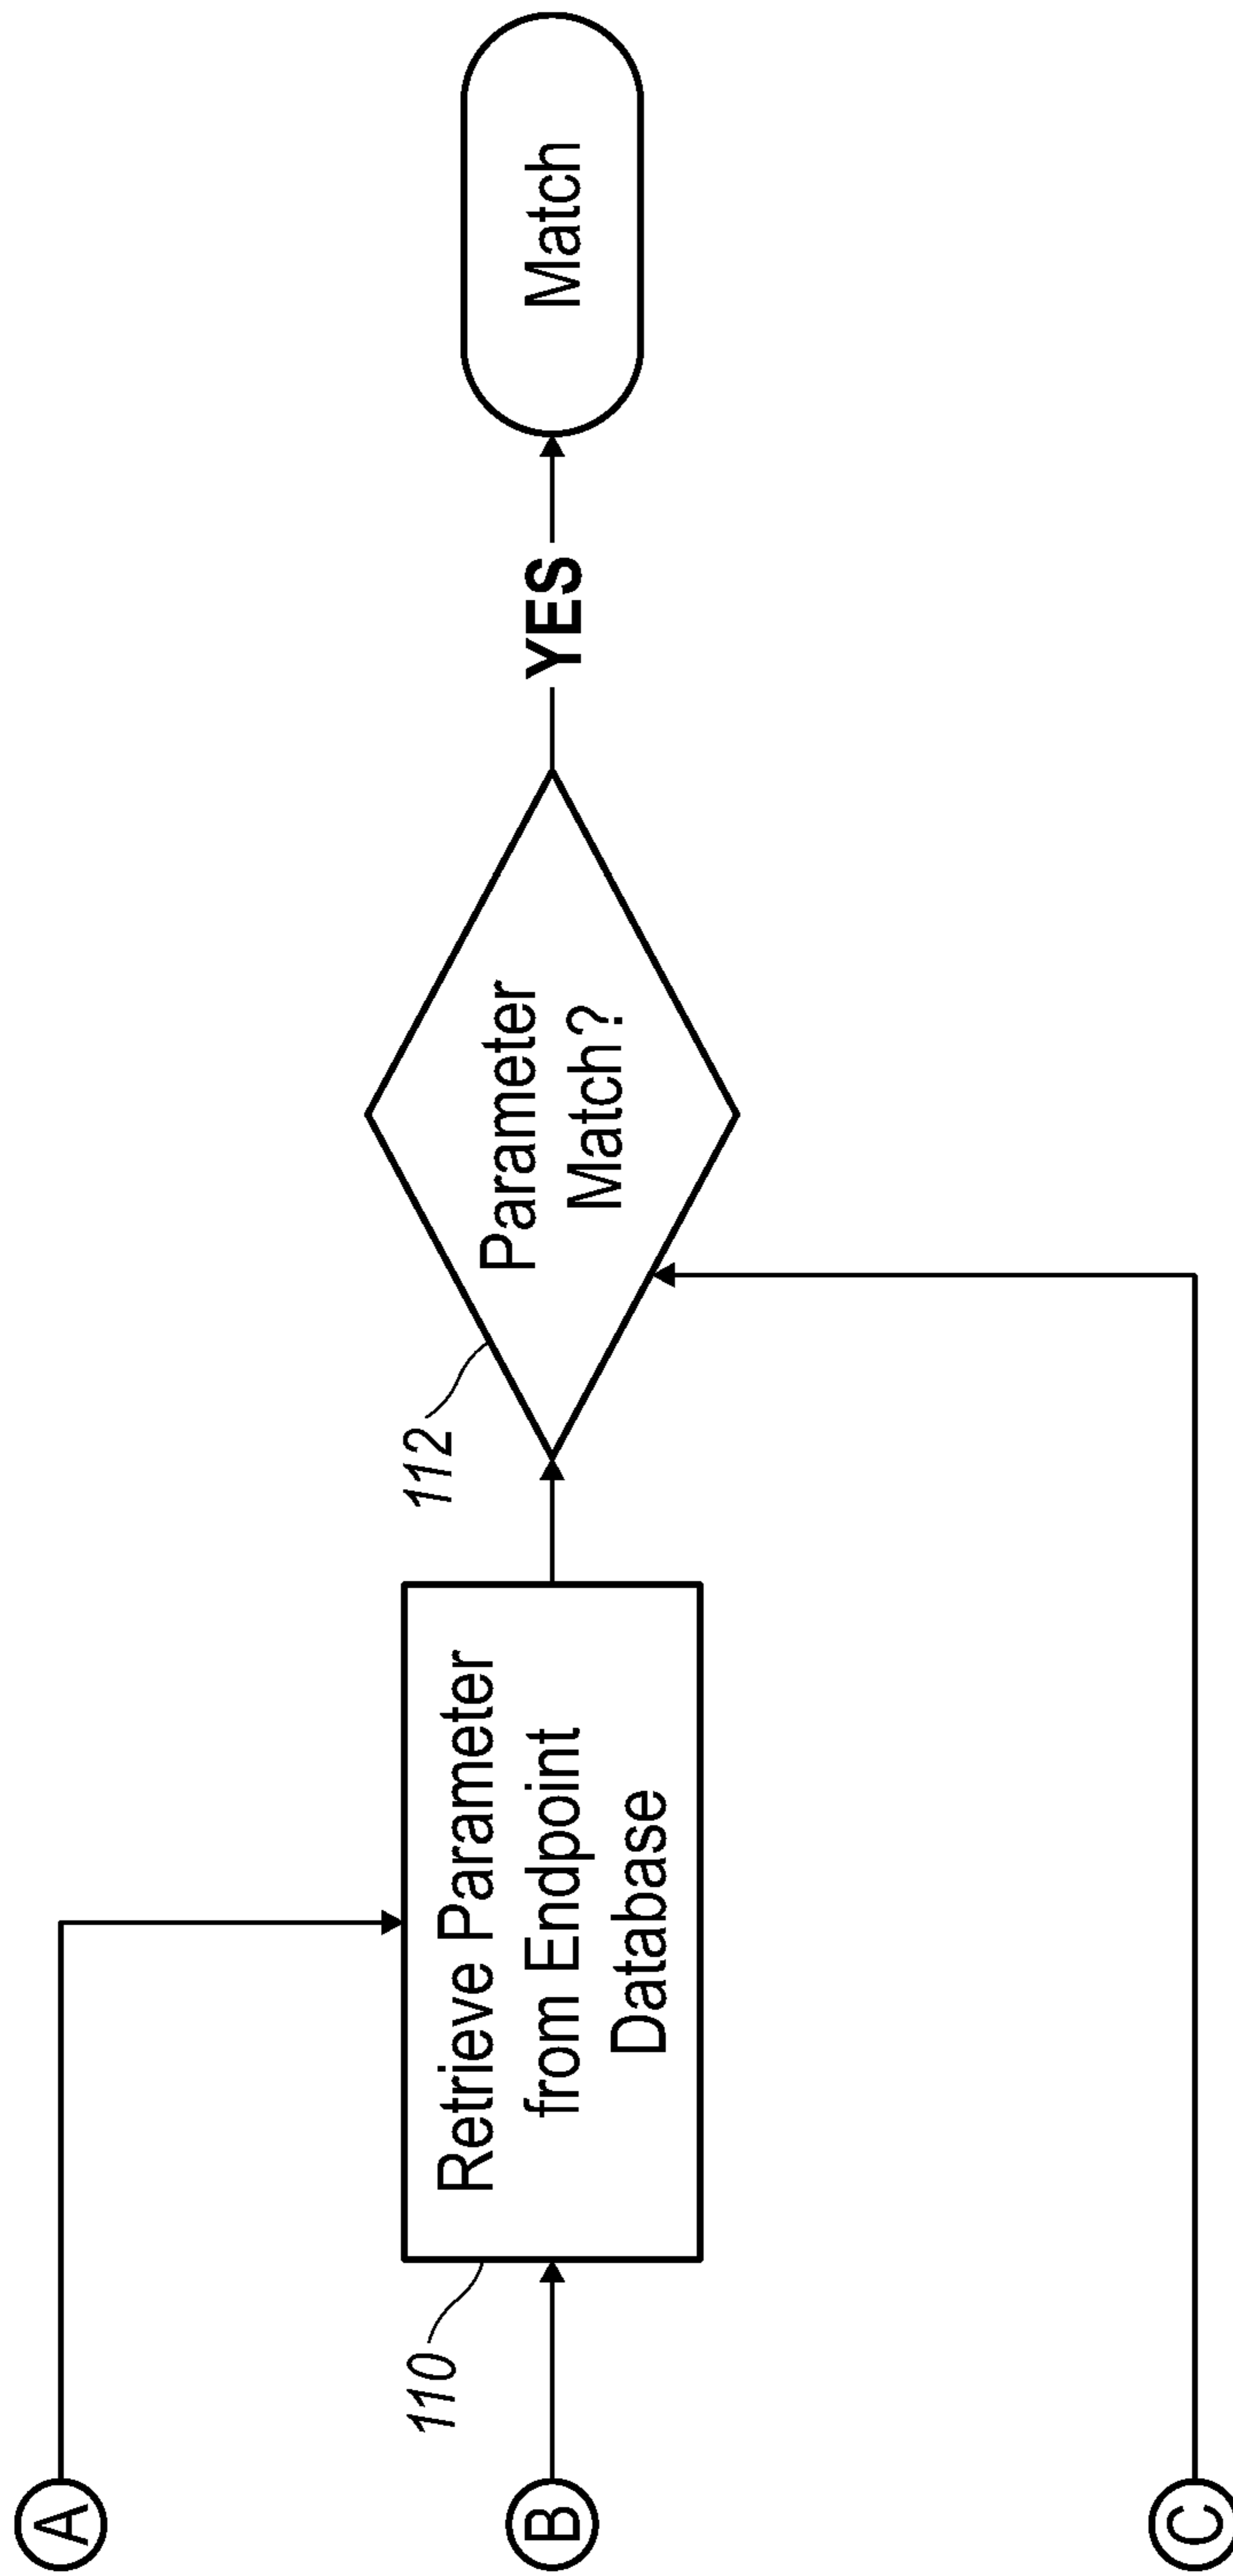 A
B
110
Retrieve Parameter
from Endpoint
Database
112
Parameter
Match?
YES
Match
C